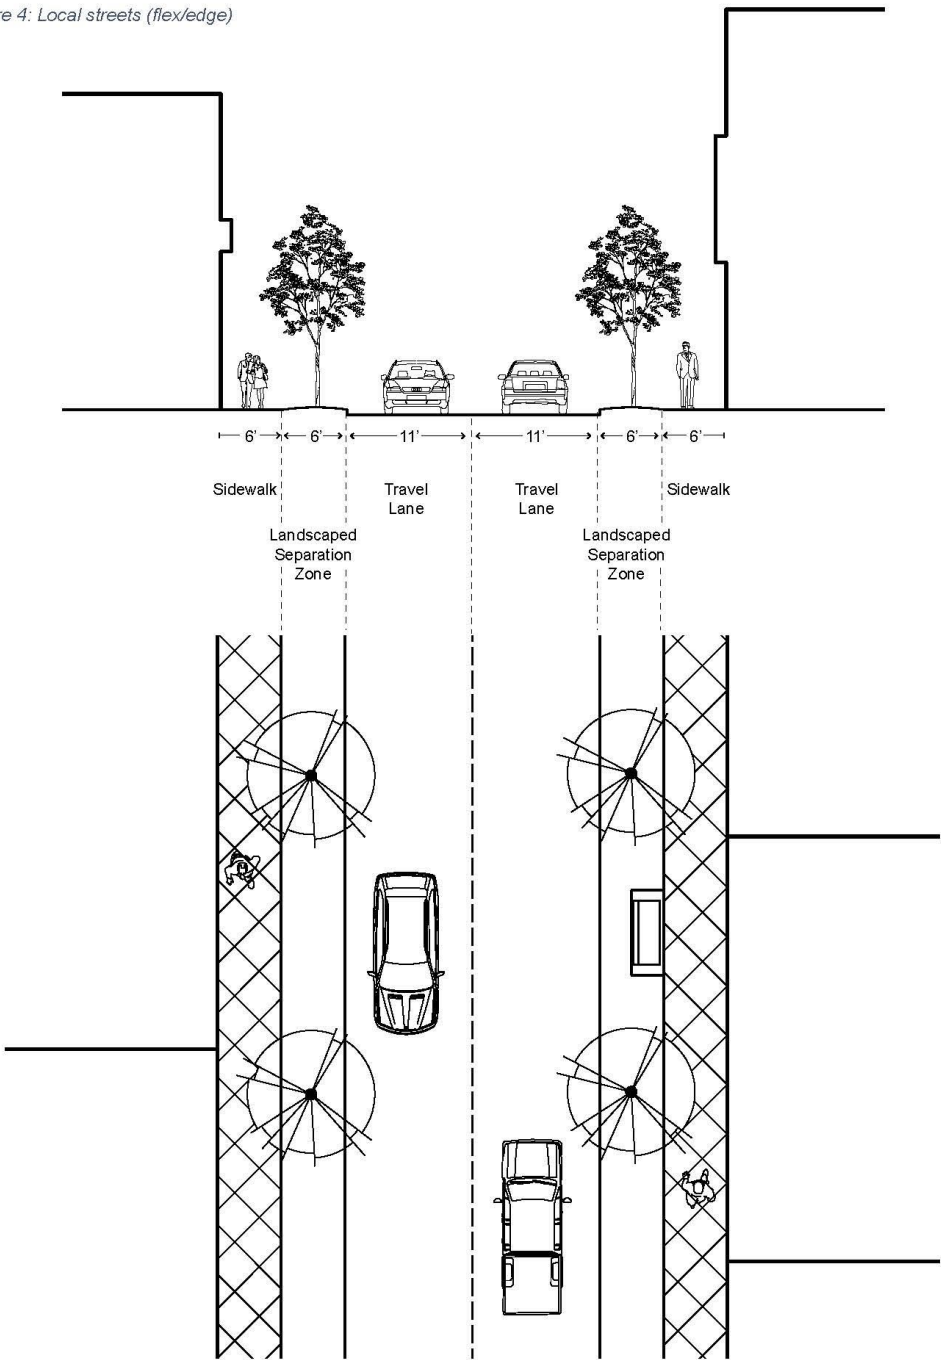 4: Local streets (flex/edge)
6' 6' 11' 11' 6' 6'
Sidewalk Travel Travel Sidewalk
Lane Lane
Landscaped Landscaped
Separation Separation
Zone Zone